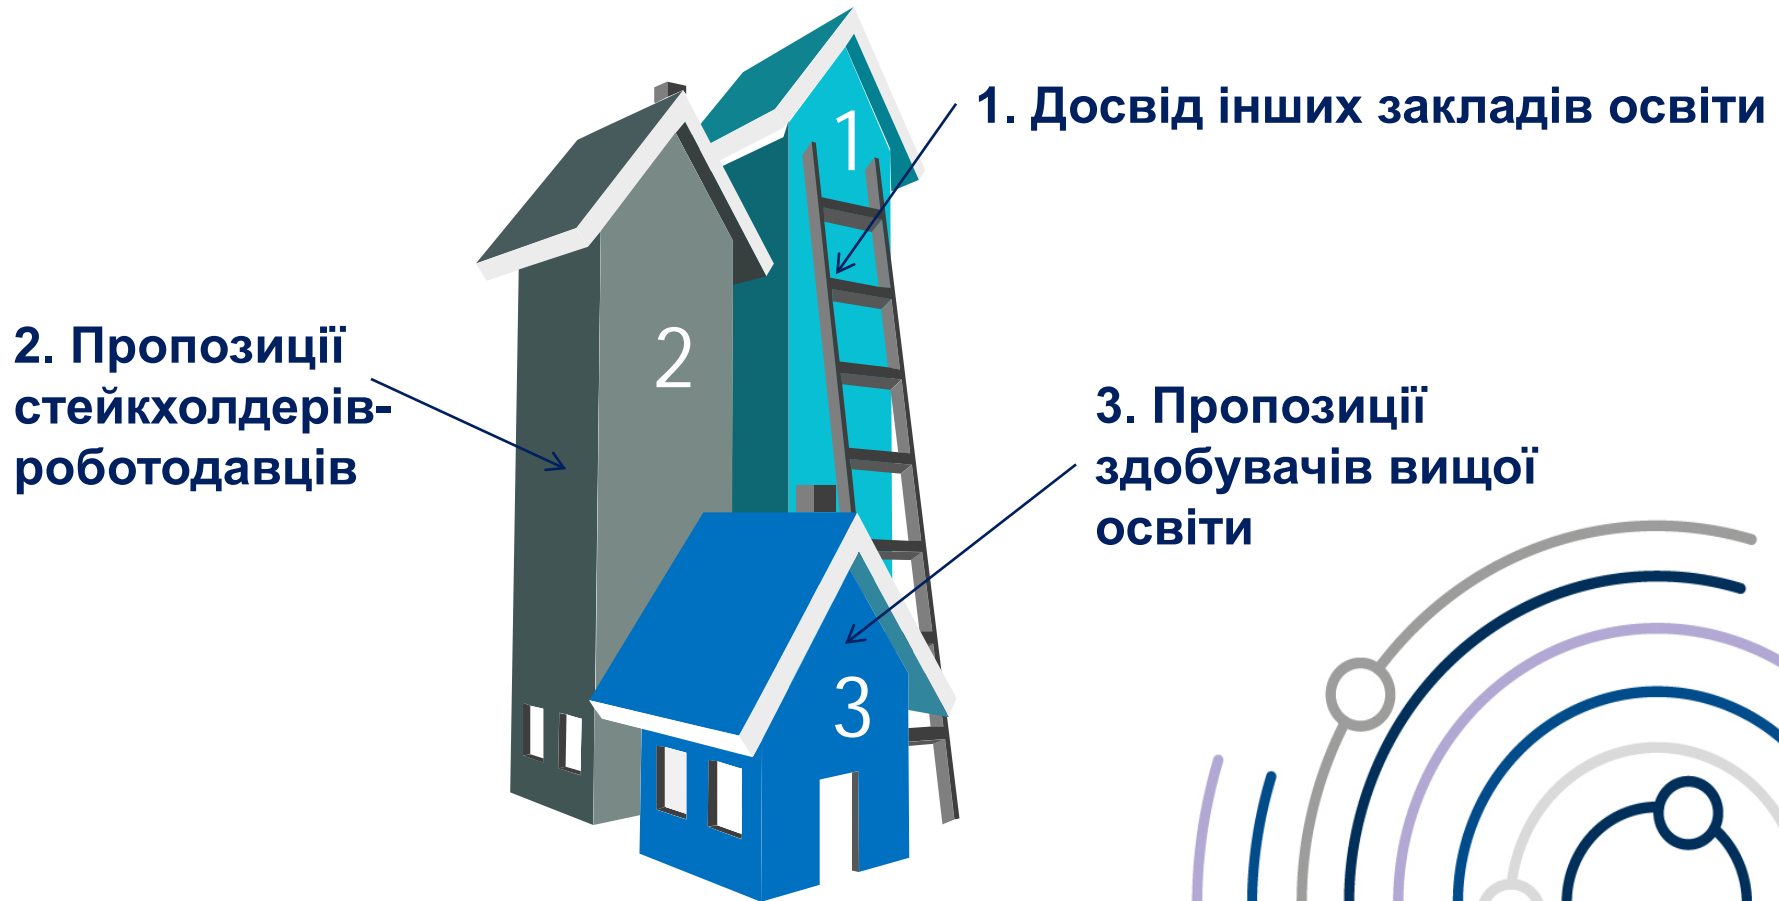 1
1. Досвід інших закладів освіти
2
2. Пропозиції
стейкхолдерів-
роботодавців
3. Пропозиції
здобувачів вищої
освіти
3